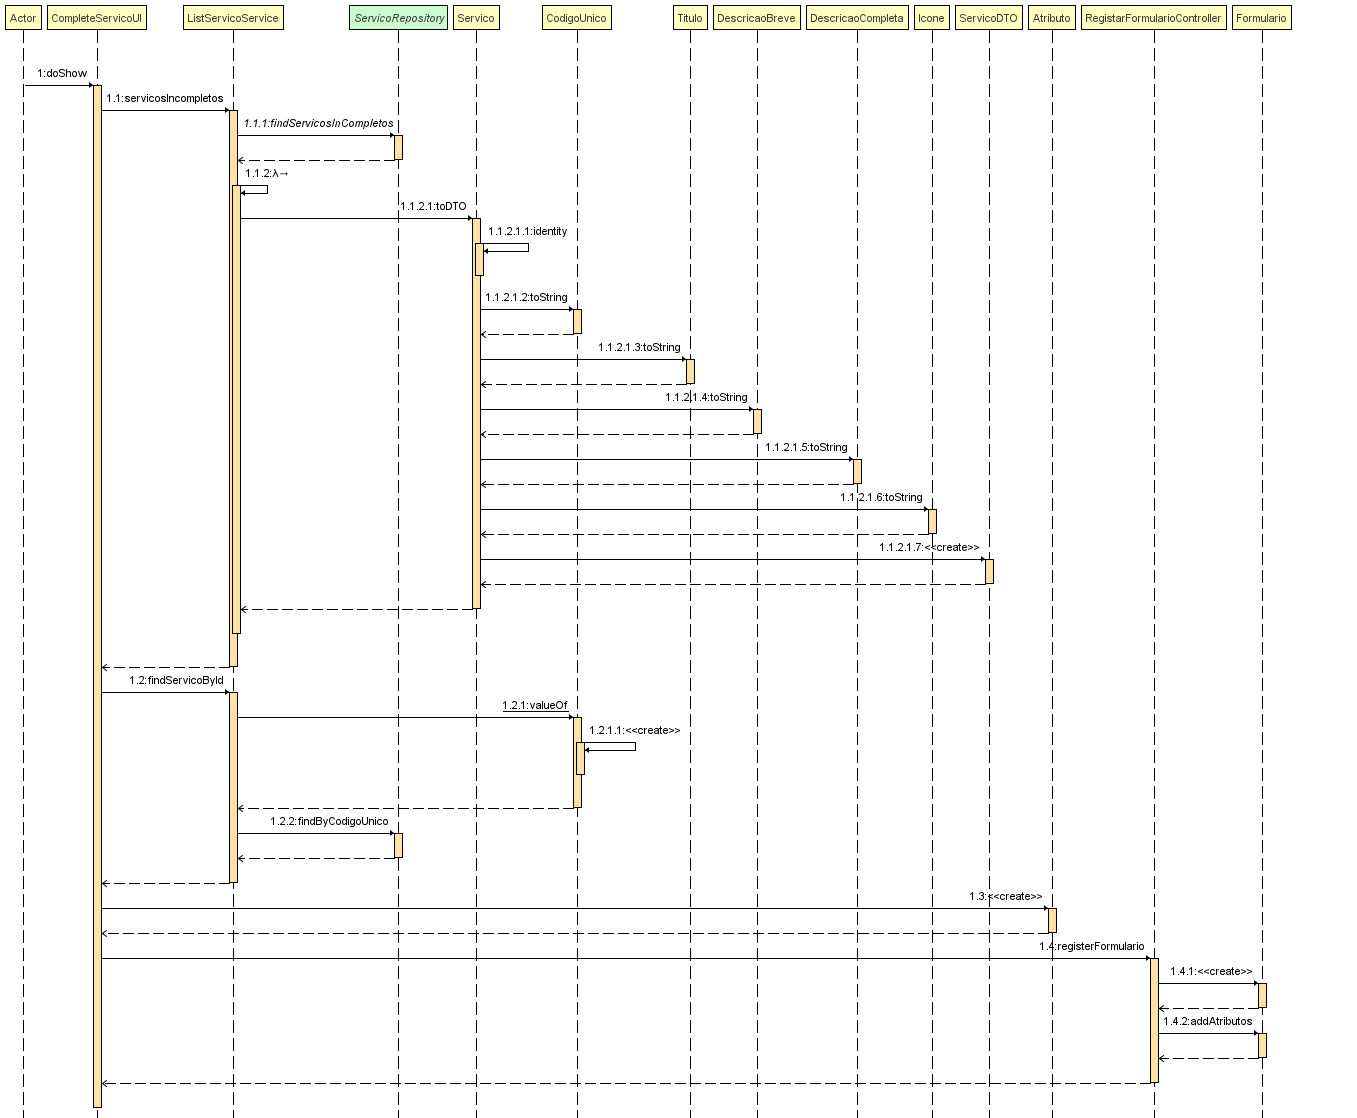 Actor
CompleteServicoUI
ListServicoService
ServicoRepository
Servico
CodigoUnico
Titulo
DescricaoBreve
DescricaoCompleta
Icone
ServicoDTO
Atributo
RegistarFormularioController
Formulario
1:doShow
1.1:servicosIncompletos
1.1.1:findServicosInCompletos
1.1.2:λ→
1.1.2.1:toDTO
1.1.2.1.1:identity
1.1.2.1.2:toString
1.1.2.1.3:toString
1.1.2.1.4:toString
1.1.2.1.5:toString
1.1.2.1.6:toString
1.1.2.1.7:<<create>>
1.2:findServicoById
1.2.1:valueOf
1.2.1.1:<<create>>
1.2.2:findByCodigoUnico
1.3:<<create>>
1.4:registerFormulario
1.4.1:<<create>>
1.4.2:addAtributos